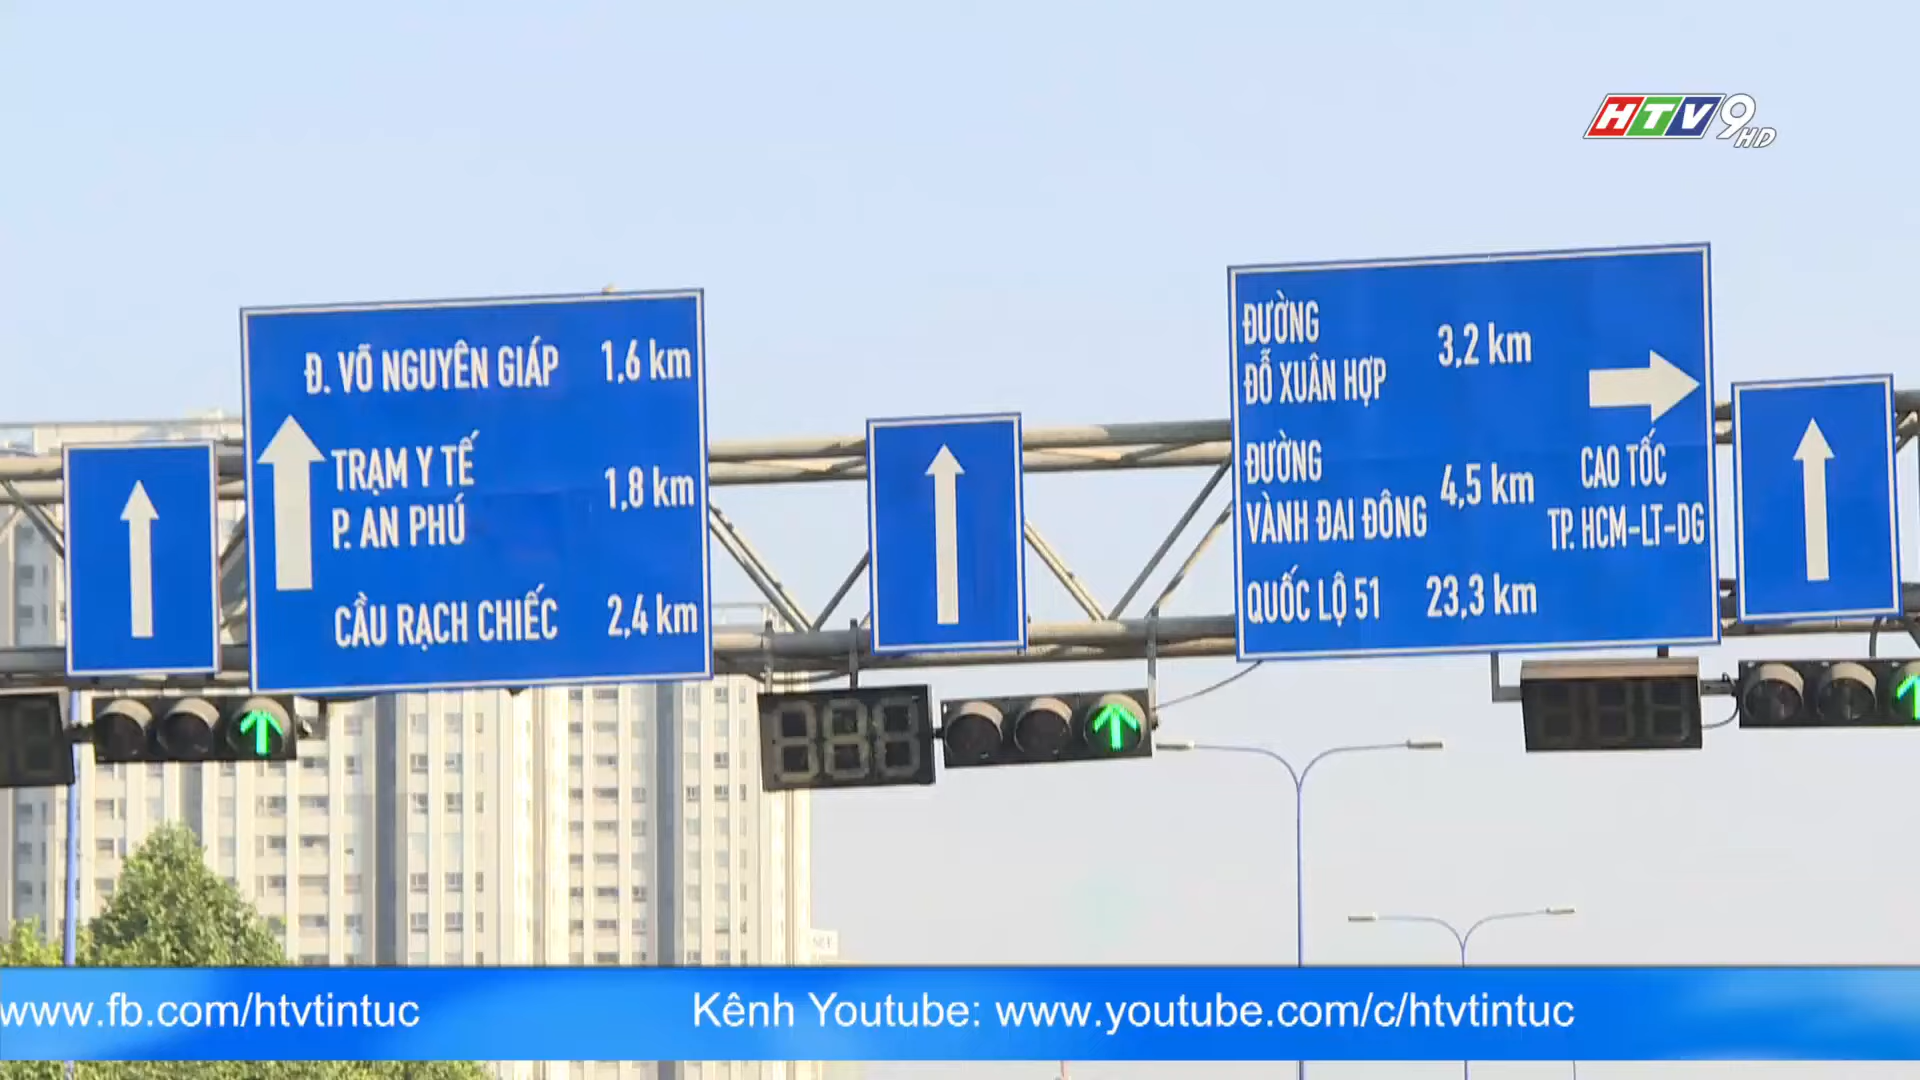 HTV9 HD
Đ. VÕ NGUYÊN GIÁP 1,6 km
TRẠM Y TẾ
P. AN PHÚ 1,8 km
CẦU RẠCH CHIẾC 2,4 km
ĐƯỜNG
ĐỖ XUÂN HỢP 3,2 km
ĐƯỜNG
VÀNH ĐAI ĐÔNG 4,5 km
QUỐC LỘ 51 23,3 km
CAO TỐC
TP. HCM-LT-DG
www.fb.com/htvtintuc Kênh Youtube: www.youtube.com/c/htvtintuc